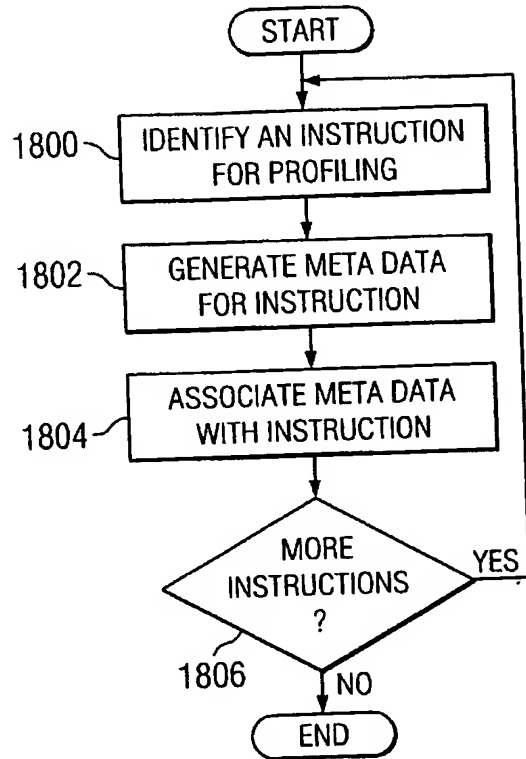 START
1800
IDENTIFY AN INSTRUCTION
FOR PROFILING
1802
GENERATE META DATA
FOR INSTRUCTION
1804
ASSOCIATE META DATA
WITH INSTRUCTION
MORE
INSTRUCTIONS
?
YES
1806
NO
END